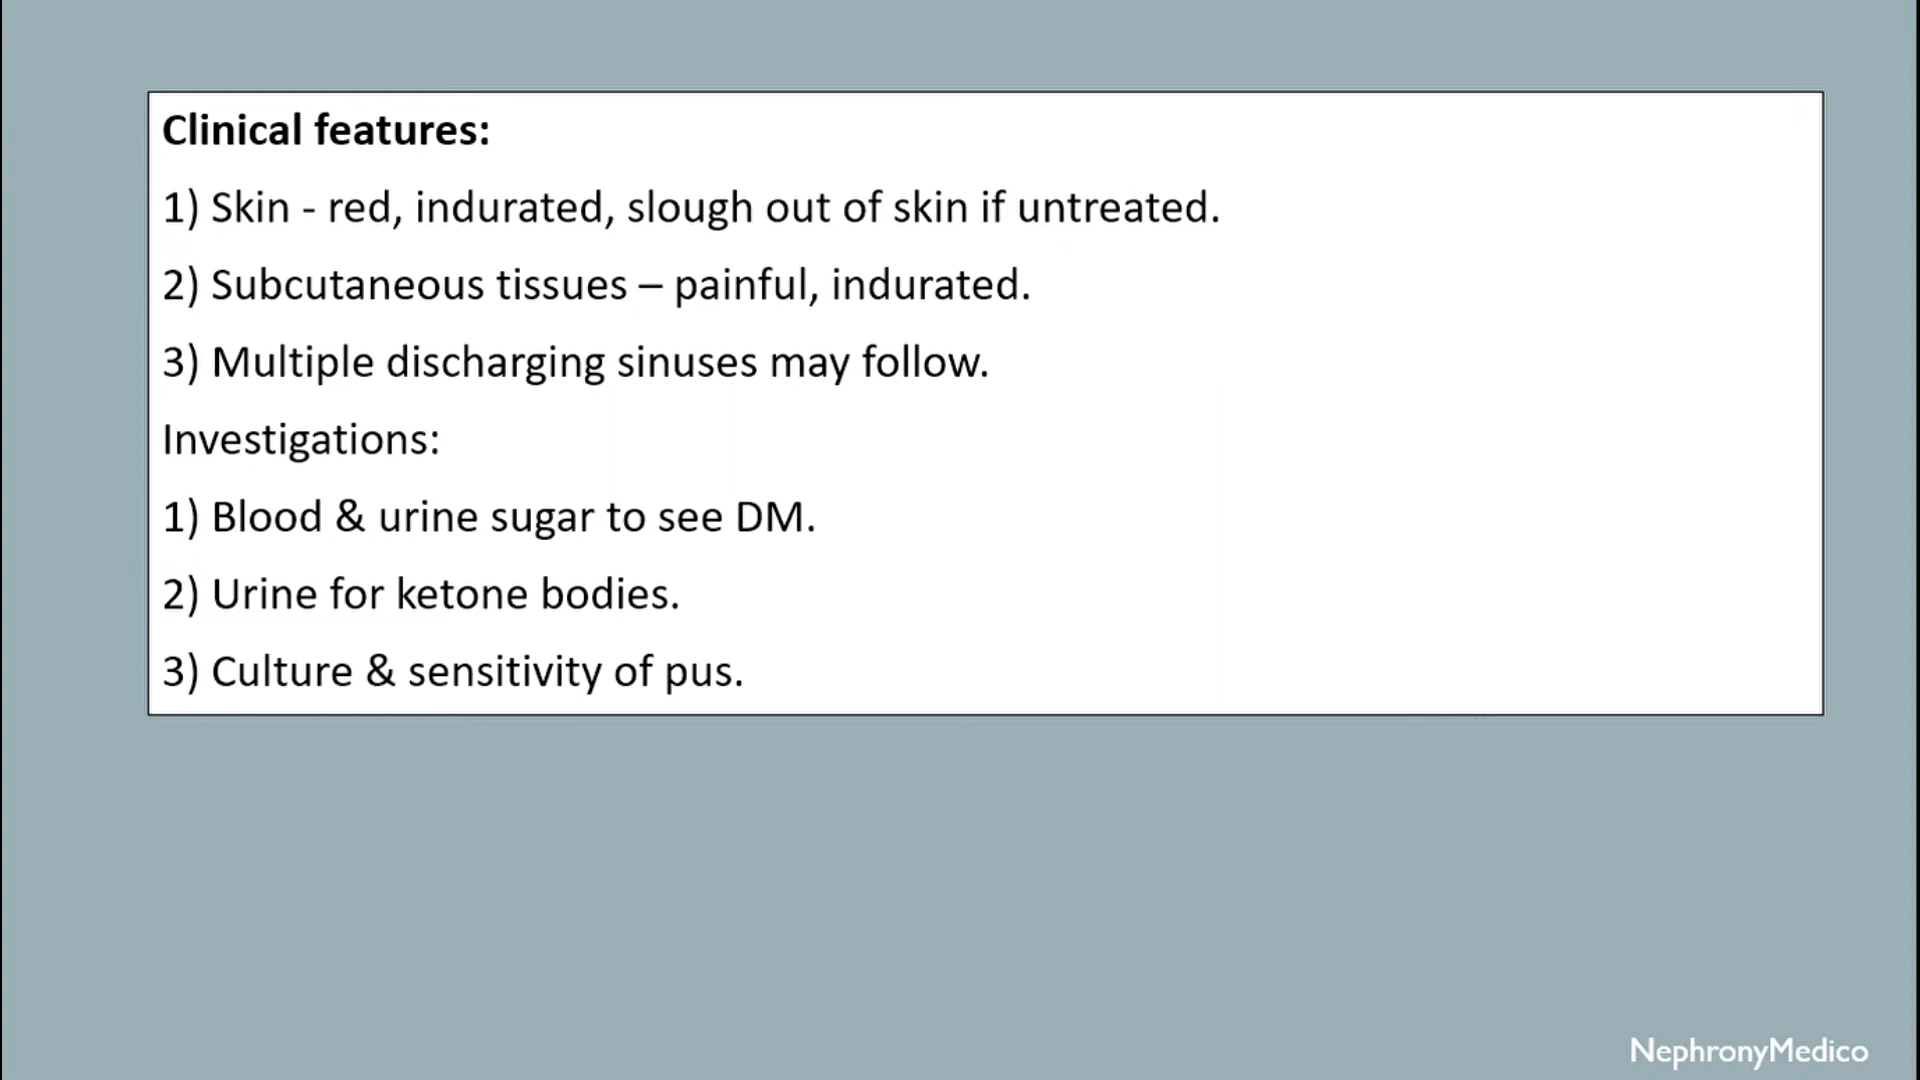 Clinical features:
1) Skin - red, indurated, slough out of skin if untreated.
2) Subcutaneous tissues – painful, indurated.
3) Multiple discharging sinuses may follow.
Investigations:
1) Blood & urine sugar to see DM.
2) Urine for ketone bodies.
3) Culture & sensitivity of pus.
NephronyMedico